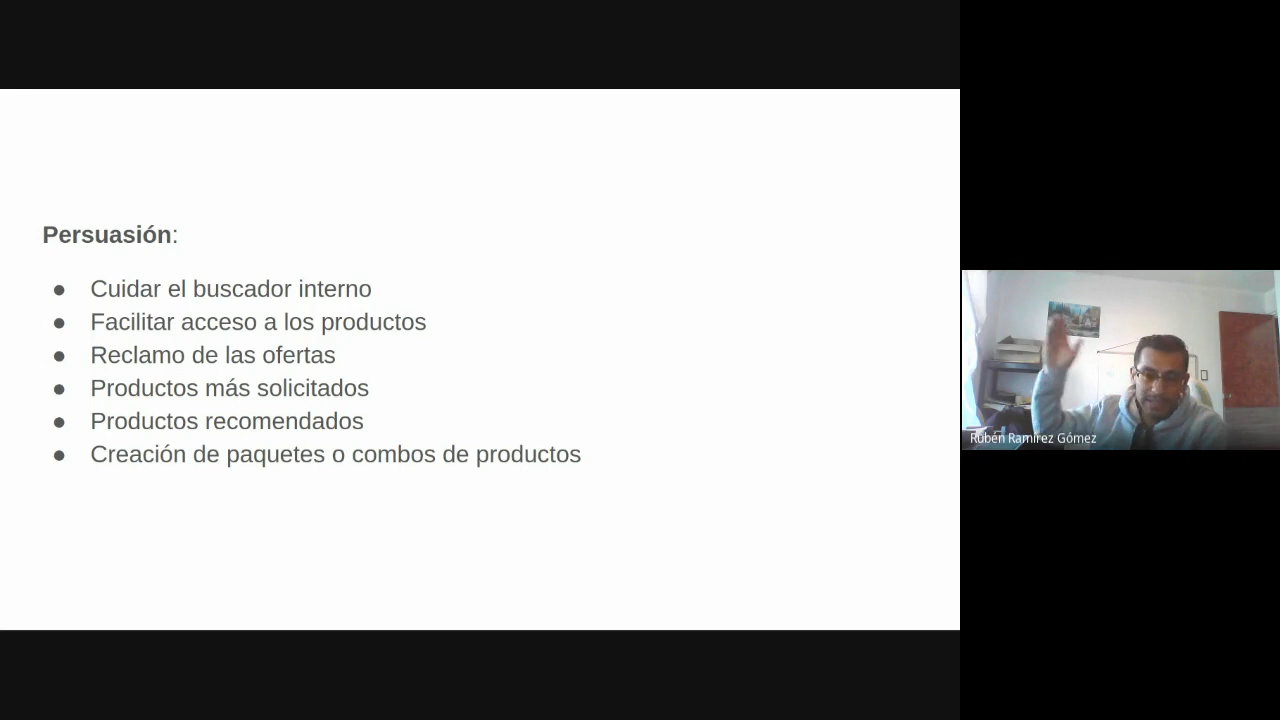 Persuasión:
● Cuidar el buscador interno
● Facilitar acceso a los productos
● Reclamo de las ofertas
● Productos más solicitados
● Productos recomendados
● Creación de paquetes o combos de productos
Rubén Ramírez Gómez